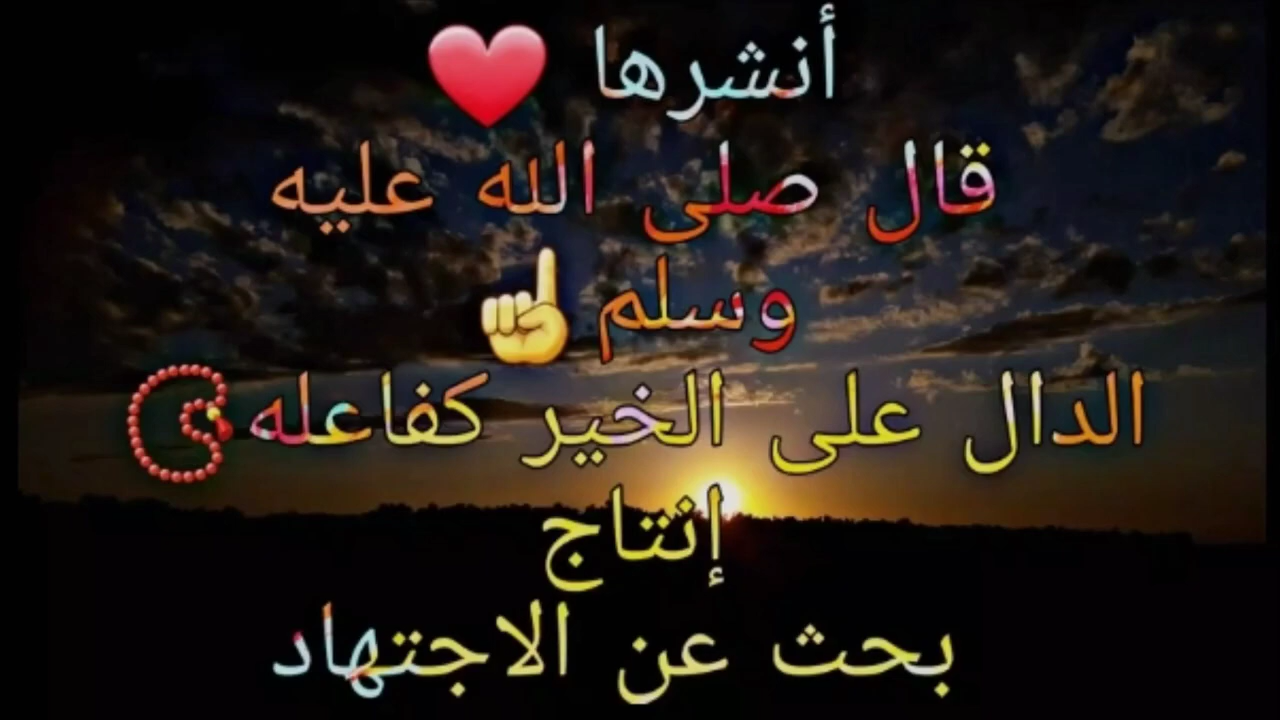 أنشرها ❤️
قال صلى الله عليه
وسلم ☝️
الدال على الخير كفاعله 📿
إنتاج
بحث عن الاجتهاد